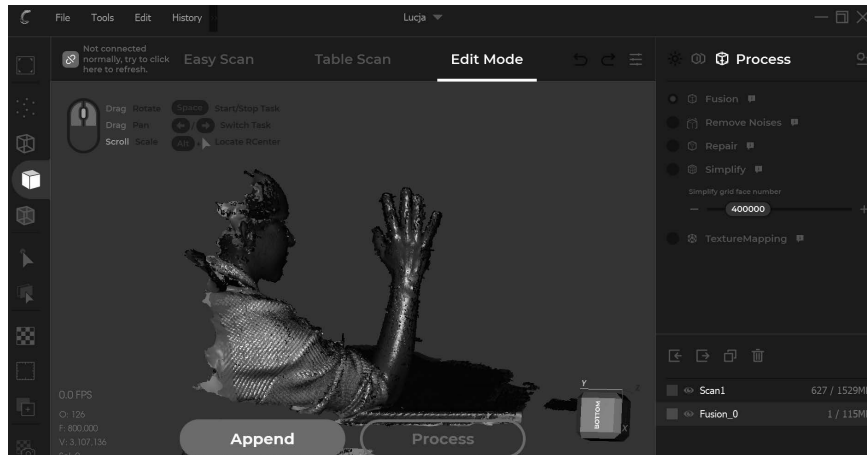 File Tools Edit History Lucja
Not connected
normally, try to click
here to refresh.
Easy Scan Table Scan Edit Mode
Process
Drag Rotate Space Start/Stop Task
Drag Pan / Switch Task
Scroll Scale Alt + Locate RCenter
Fusion
Remove Noises
Repair
Simplify
Simplify grid face number
— 400000 +
TextureMapping
0.0 FPS
O: 126
F: 800,000
V: 3,107,136
Append Process
Y
Z
BOTTOM
X
Scan1 627 / 1529M
Fusion_0 1 / 115M